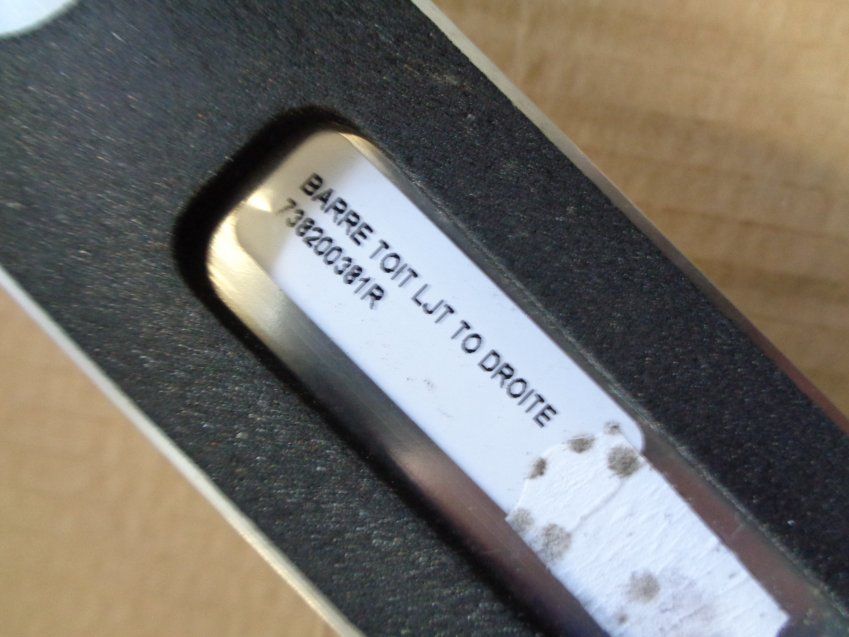 BARRE TOIT LJT TO DROITE
738200381R